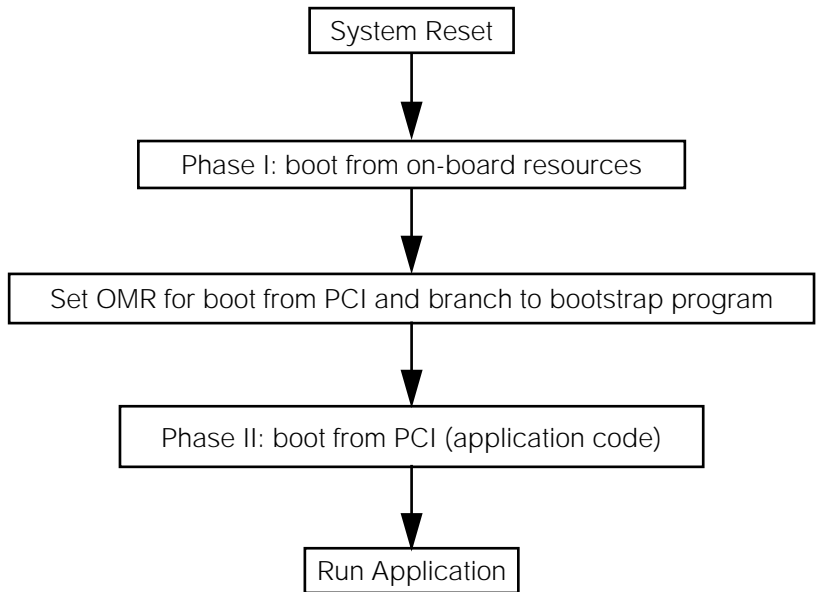 System Reset
Phase I: boot from on-board resources
Set OMR for boot from PCI and branch to bootstrap program
Phase II: boot from PCI (application code)
Run Application